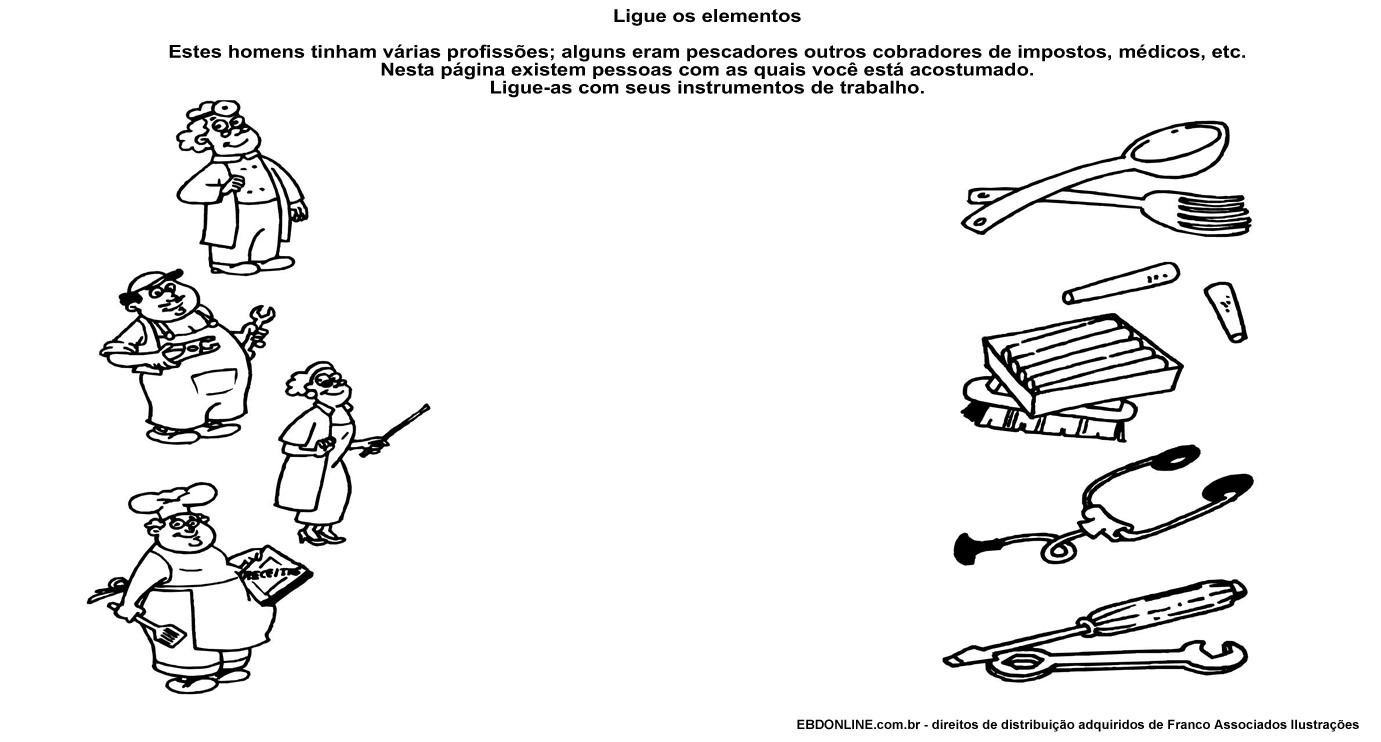 Ligue os elementos
Estes homens tinham várias profissões; alguns eram pescadores outros cobradores de impostos, médicos, etc.
Nesta página existem pessoas com as quais você está acostumado.
Ligue-as com seus instrumentos de trabalho.
RECEITAS
EBDONLINE.com.br - direitos de distribuição adquiridos de Franco Associados Ilustrações